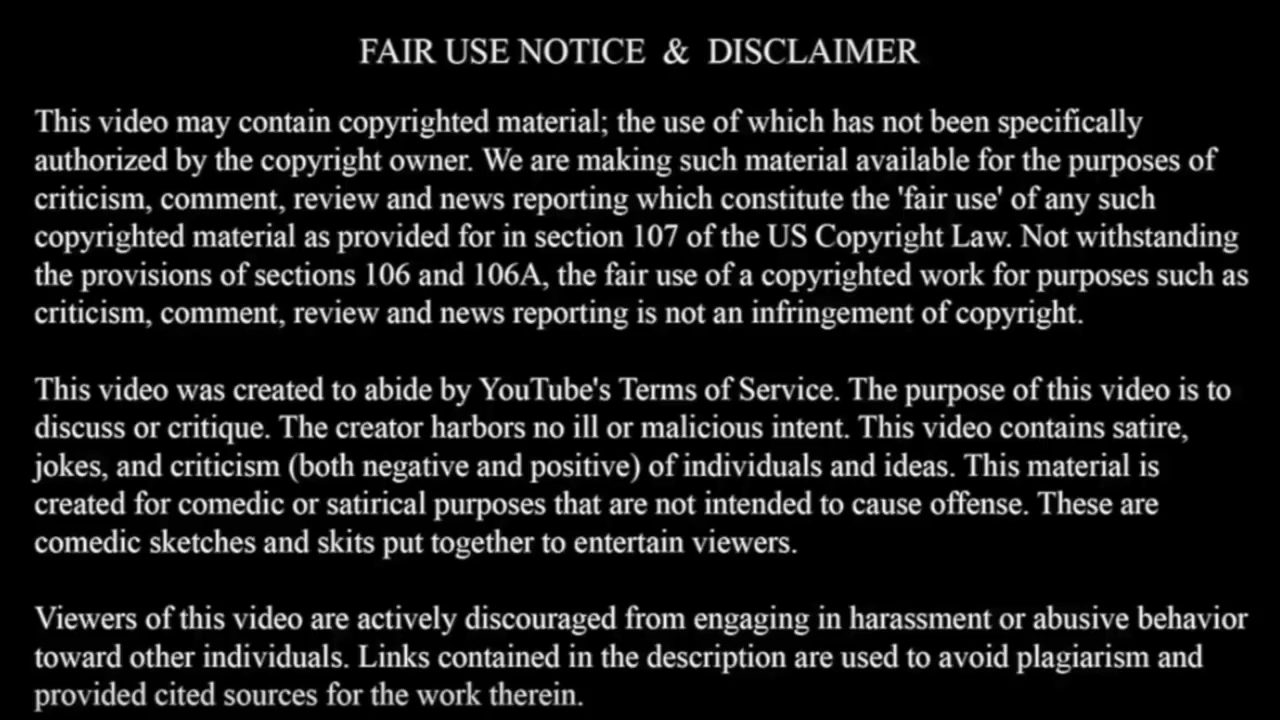 FAIR USE NOTICE & DISCLAIMER
This video may contain copyrighted material; the use of which has not been specifically
authorized by the copyright owner. We are making such material available for the purposes of
criticism, comment, review and news reporting which constitute the 'fair use' of any such
copyrighted material as provided for in section 107 of the US Copyright Law. Not withstanding
the provisions of sections 106 and 106A, the fair use of a copyrighted work for purposes such as
criticism, comment, review and news reporting is not an infringement of copyright.
This video was created to abide by YouTube's Terms of Service. The purpose of this video is to
discuss or critique. The creator harbors no ill or malicious intent. This video contains satire,
jokes, and criticism (both negative and positive) of individuals and ideas. This material is
created for comedic or satirical purposes that are not intended to cause offense. These are
comedic sketches and skits put together to entertain viewers.
Viewers of this video are actively discouraged from engaging in harassment or abusive behavior
toward other individuals. Links contained in the description are used to avoid plagiarism and
provided cited sources for the work therein.